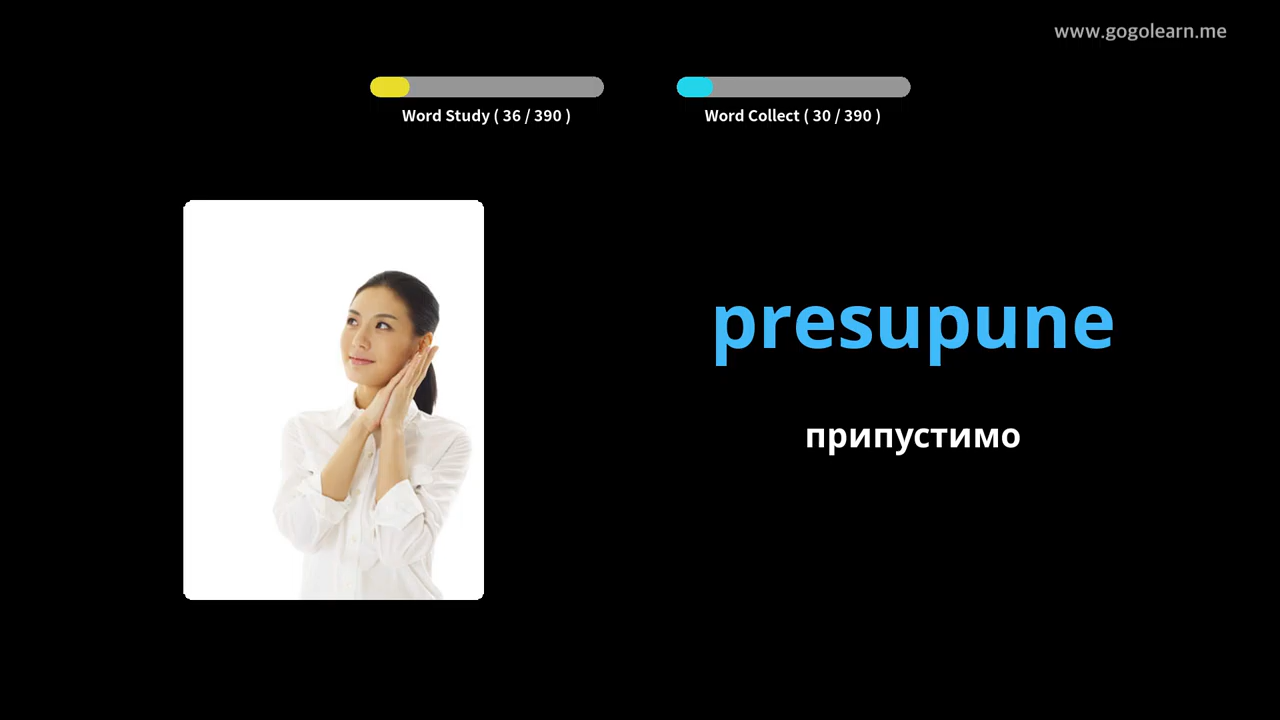 www.gogolearn.me
Word Study ( 36 / 390 )
Word Collect ( 30 / 390 )
presupune
припустимо